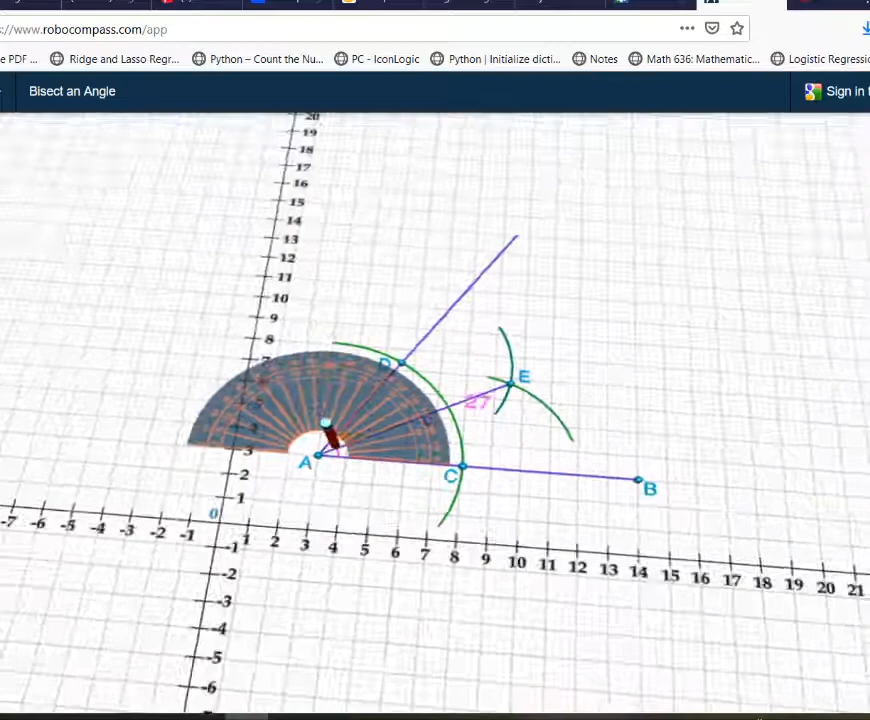 s://www.robocompass.com/app
e PDF ... Ridge and Lasso Regr... Python – Count the Nu... PC - IconLogic Python | Initialize dicti... Notes Math 636: Mathematic... Logistic Regressio
Bisect an Angle Sign in
20
19
18
17
16
15
14
13
12
11
10
9
8
7
D
E
27
A
3
C
B
2
1
0
-7 -6 -5 -4 -3 -2 -1 1 2 3 4 5 6 7 8 9 10 11 12 13 14 15 16 17 18 19 20 21
-1
-2
-3
-4
-5
-6